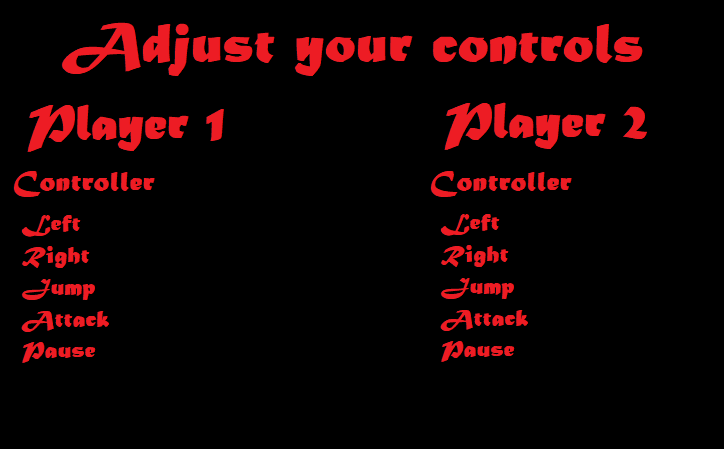 Adjust your controls
Player 1
Controller
Left
Right
Jump
Attack
Pause
Player 2
Controller
Left
Right
Jump
Attack
Pause